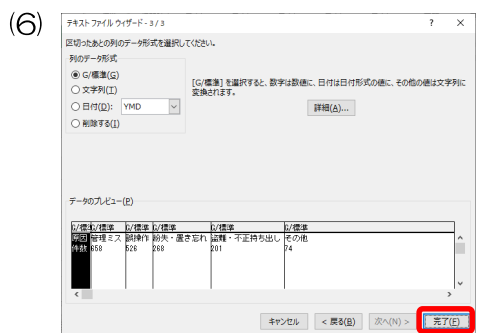 (6)
テキスト ファイル ウィザード - 3 / 3
? ×
区切ったあとの列のデータ形式を選択してください。
列のデータ形式
G/標準(G)
文字列(T)
日付(D): YMD
削除する(I)
[G/標準] を選択すると、数字は数値に、日付は日付形式の値に、その他の値は文字列に
変換されます。
詳細(A)...
データのプレビュー(P)
G/標準 G/標準 G/標準 G/標準 G/標準 G/標準
原因 管理ミス 誤操作 紛失・置き忘れ 盗難・不正持ち出し その他
件数 658 526 268 201 74
キャンセル < 戻る(B) 次へ(N) > 完了(F)